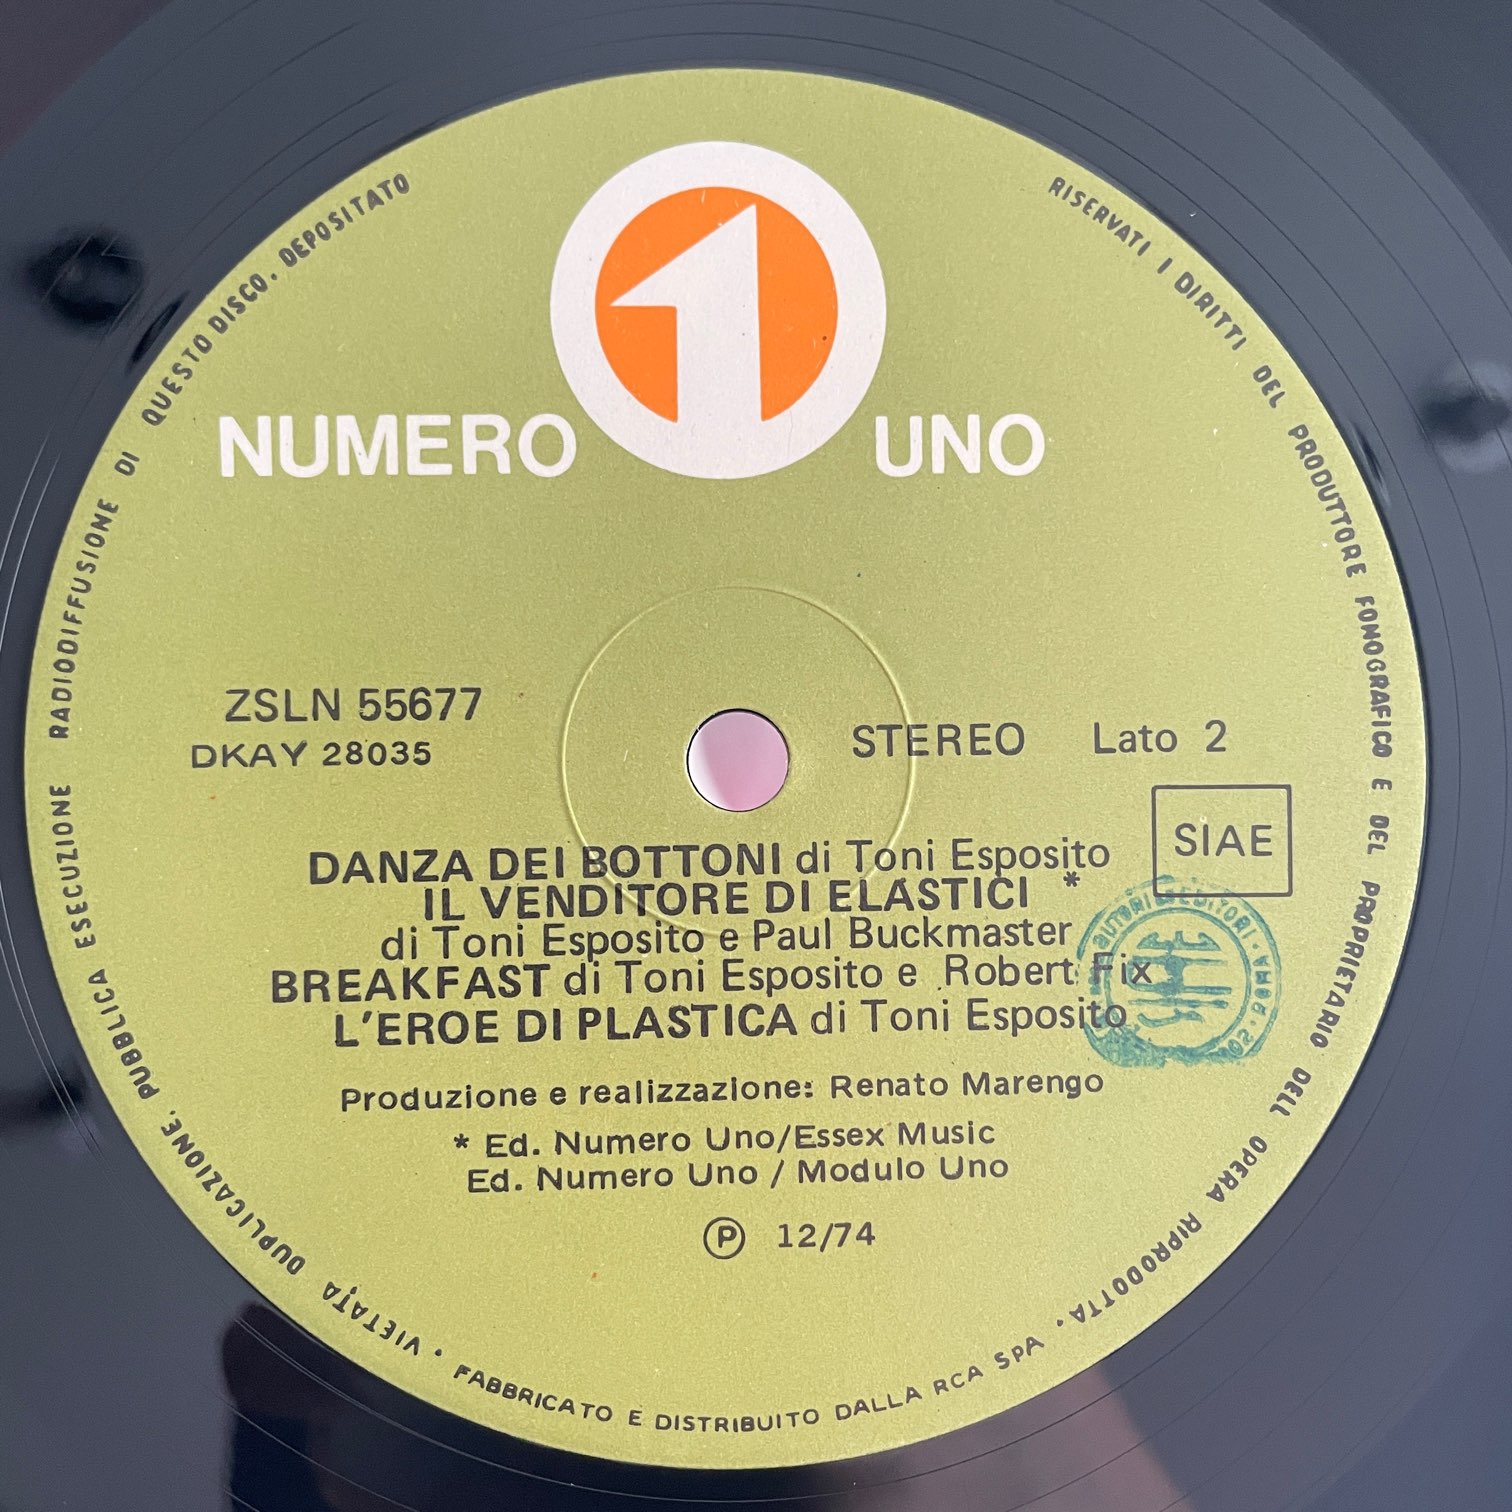 NUMERO 1 UNO
ZSLN 55677
DKAY 28035
STEREO Lato 2
SIAE
DANZA DEI BOTTONI di Toni Esposito
IL VENDITORE DI ELASTICI *
di Toni Esposito e Paul Buckmaster
BREAKFAST di Toni Esposito e Robert Fix
L'EROE DI PLASTICA di Toni Esposito
AUTORI EDITORI · ROMA
Produzione e realizzazione: Renato Marengo
* Ed. Numero Uno/Essex Music
Ed. Numero Uno / Modulo Uno
Ⓟ 12/74
RISERVATI I DIRITTI DEL PRODUTTORE FONOGRAFICO E DEL PROPRIETARIO DELL OPERA RIPRODOTTA. · FABBRICATO E DISTRIBUITO DALLA RCA SPA · VIETATA DUPLICAZIONE, PUBBLICA ESECUZIONE RADIODIFFUSIONE DI QUESTO DISCO. DEPOSITATO